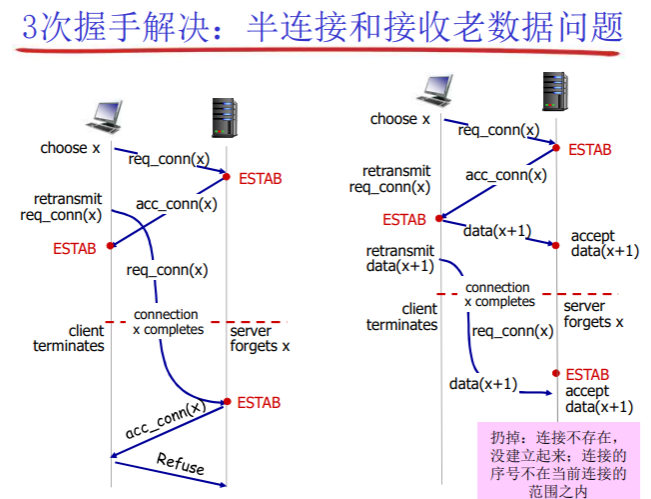 3次握手解决：半连接和接收老数据问题
choose x
req_conn(x)
ESTAB
retransmit
req_conn(x)
acc_conn(x)
ESTAB
req_conn(x)
client
terminates
connection
x completes
server
forgets x
ESTAB
acc_conn(x)
Refuse
choose x
req_conn(x)
ESTAB
retransmit
req_conn(x)
acc_conn(x)
ESTAB
data(x+1)
accept
data(x+1)
retransmit
data(x+1)
connection
x completes
client
terminates
server
forgets x
req_conn(x)
ESTAB
data(x+1)
accept
data(x+1)
扔掉：连接不存在，
没建立起来；连接的
序号不在当前连接的
范围之内